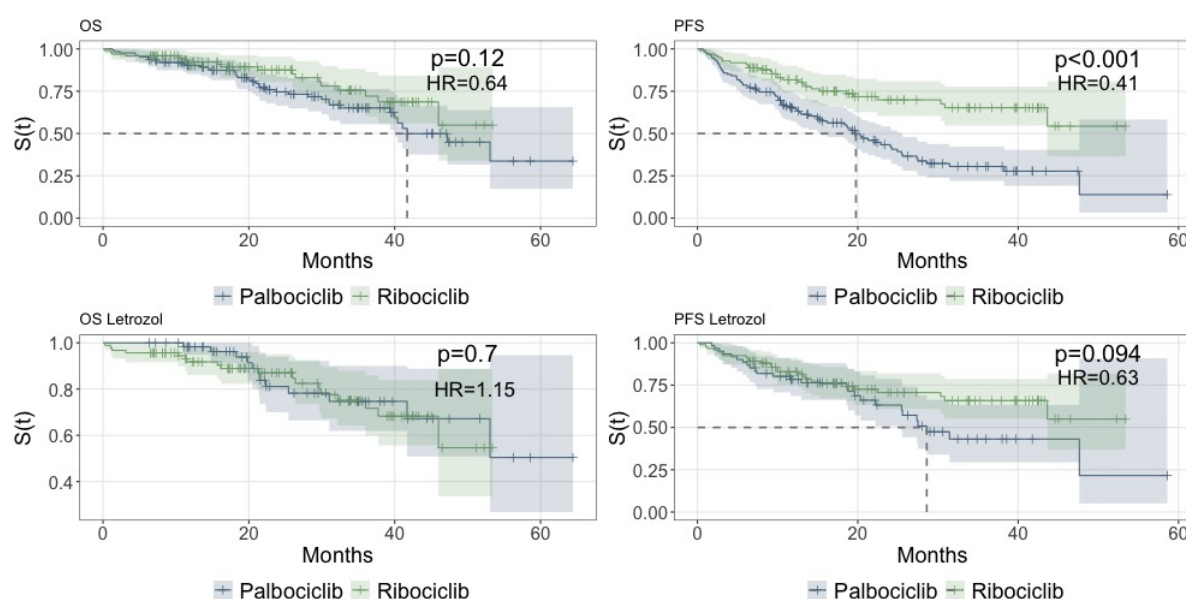 OS
p=0.12
HR=0.64
S(t)
1.00
0.75
0.50
0.25
0.00
0 20 40 60
Months
Palbociclib Ribociclib
PFS
p<0.001
HR=0.41
S(t)
1.00
0.75
0.50
0.25
0.00
0 20 40 60
Months
Palbociclib Ribociclib
OS Letrozol
p=0.7
HR=1.15
S(t)
1.0
0.8
0.6
0.4
0 20 40 60
Months
Palbociclib Ribociclib
PFS Letrozol
p=0.094
HR=0.63
S(t)
1.00
0.75
0.50
0.25
0.00
0 20 40 60
Months
Palbociclib Ribociclib